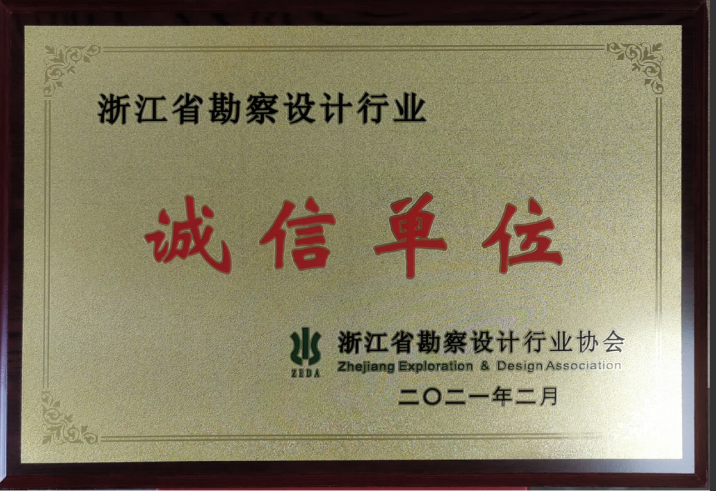 浙江省勘察设计行业
诚信单位
浙江省勘察设计行业协会
ZEDA
Zhejiang Exploration & Design Association
二〇二一年二月